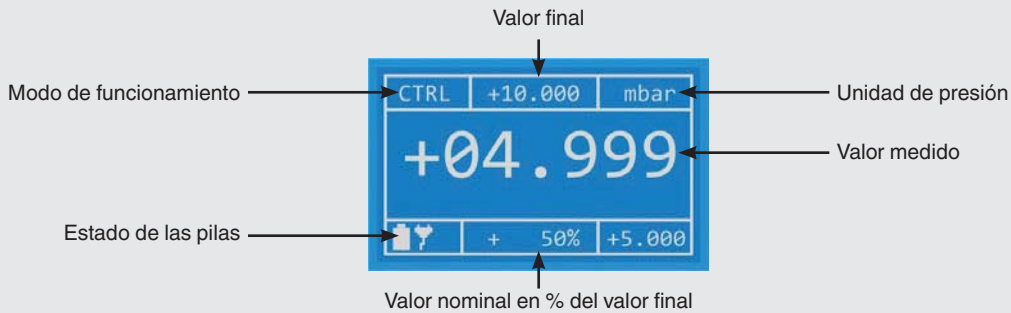 Valor final
Modo de funcionamiento
CTRL +10.000 mbar
Unidad de presión
+04.999
Valor medido
Estado de las pilas
+ 50% +5.000
Valor nominal en % del valor final